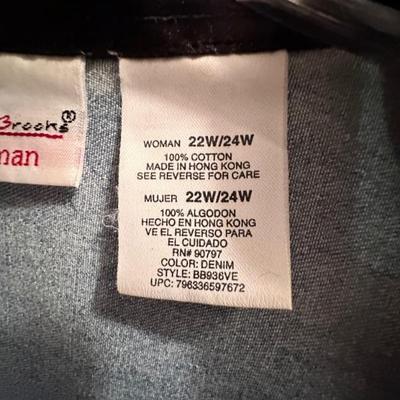 Brooks®
man
WOMAN 22W/24W
100% COTTON
MADE IN HONG KONG
SEE REVERSE FOR CARE
MUJER 22W/24W
100% ALGODON
HECHO EN HONG KONG
VE EL REVERSO PARA
EL CUIDADO
RN# 90797
COLOR: DENIM
STYLE: BB936VE
UPC: 796336597672